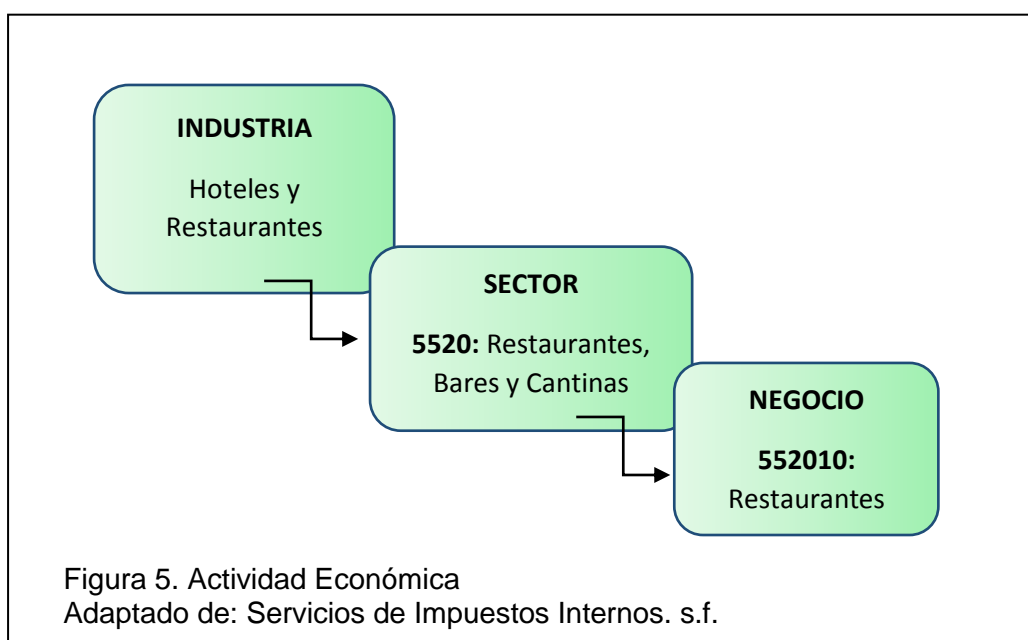 INDUSTRIA
Hoteles y
Restaurantes
SECTOR
5520: Restaurantes,
Bares y Cantinas
NEGOCIO
552010:
Restaurantes
Figura 5. Actividad Económica
Adaptado de: Servicios de Impuestos Internos. s.f.